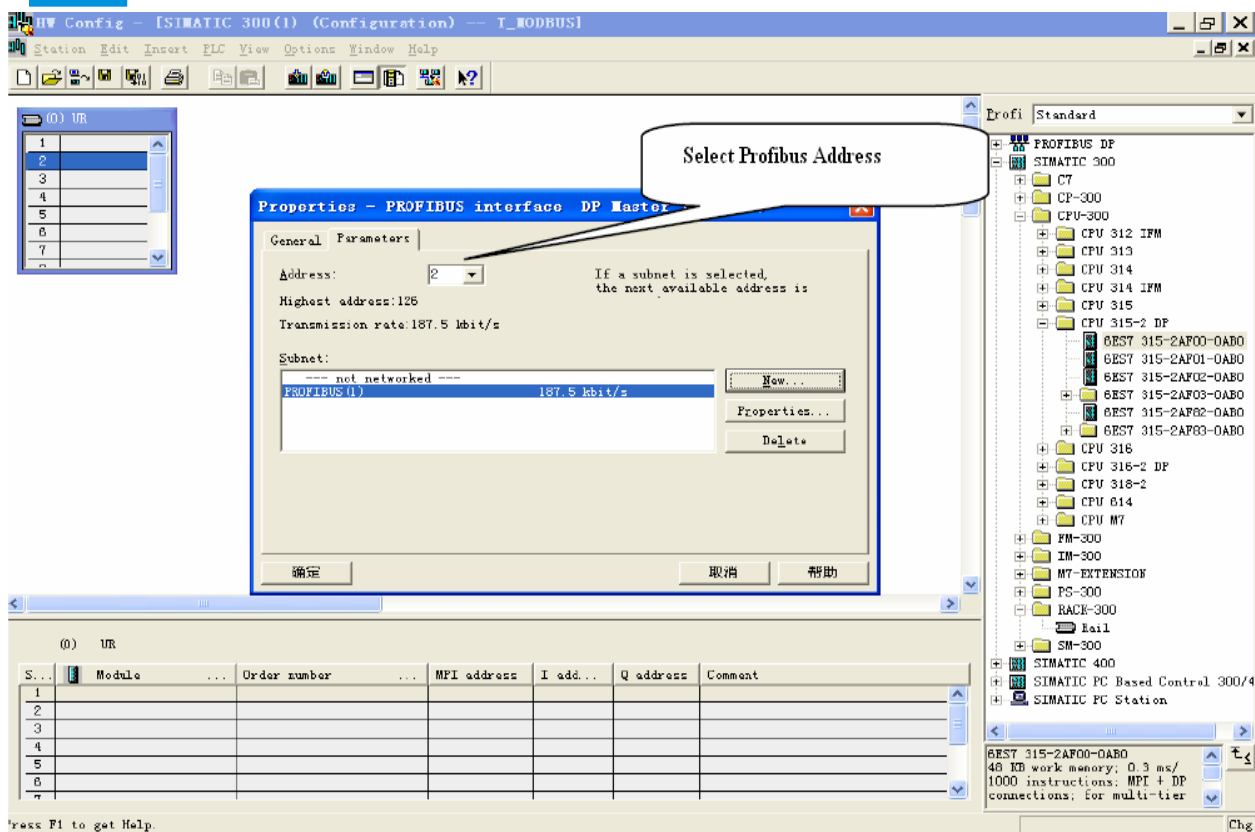 HW Config - [SIMATIC 300(1) (Configuration) -- T_MODBUS]
Station Edit Insert PLC View Options Window Help
(0) UR
1
2
3
4
5
6
7
Select Profibus Address
Properties - PROFIBUS interface DP Master
General Parameters
Address: 2
If a subnet is selected,
the next available address is
Highest address:126
Transmission rate:187.5 kbit/s
Subnet:
--- not networked ---
PROFIBUS(1) 187.5 kbit/s
New...
Properties...
Delete
确定 取消 帮助
Profi Standard
PROFIBUS DP
SIMATIC 300
C7
CP-300
CPU-300
CPU 312 IFM
CPU 313
CPU 314
CPU 314 IFM
CPU 315
CPU 315-2 DP
6ES7 315-2AF00-0AB0
6ES7 315-2AF01-0AB0
6ES7 315-2AF02-0AB0
6ES7 315-2AF03-0AB0
6ES7 315-2AF82-0AB0
6ES7 315-2AF83-0AB0
CPU 316
CPU 316-2 DP
CPU 318-2
CPU 614
CPU M7
FM-300
IM-300
M7-EXTENSION
PS-300
RACK-300
Rail
SM-300
SIMATIC 400
SIMATIC PC Based Control 300/4
SIMATIC PC Station
6ES7 315-2AF00-0AB0
48 KB work memory; 0.3 ms/
1000 instructions; MPI + DP
connections; for multi-tier
(0) UR
S... Module ... Order number ... MPI address I add... Q address Comment
1
2
3
4
5
6
7
Press F1 to get Help.
Chg